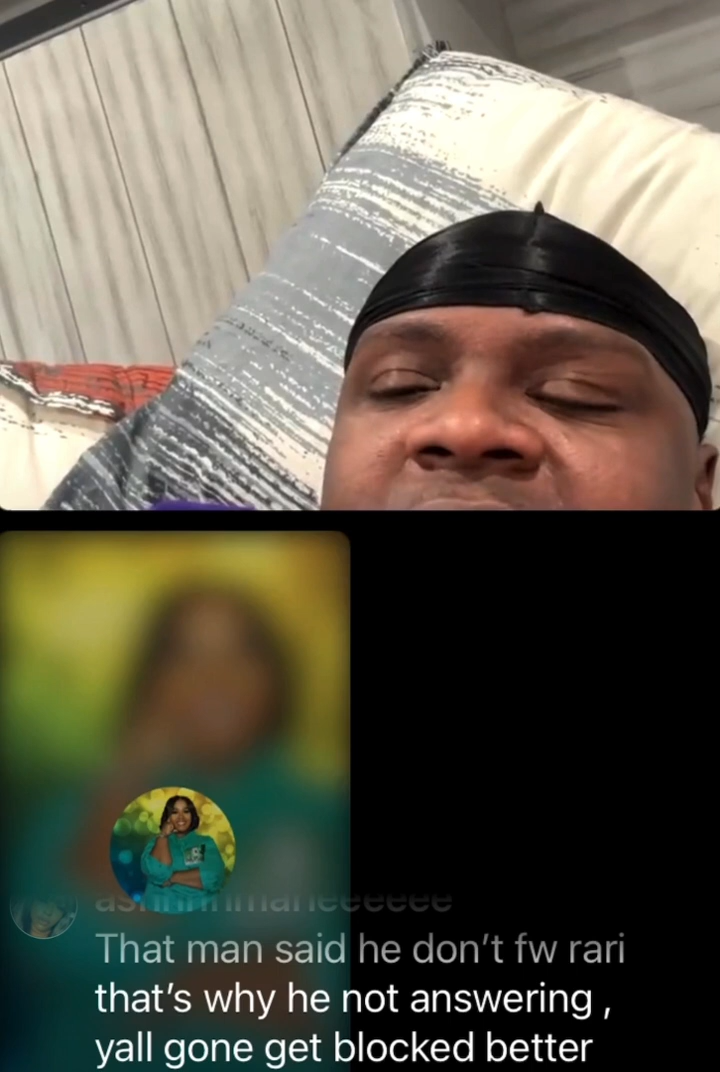 That man said he don't fw rari
that's why he not answering ,
yall gone get blocked better